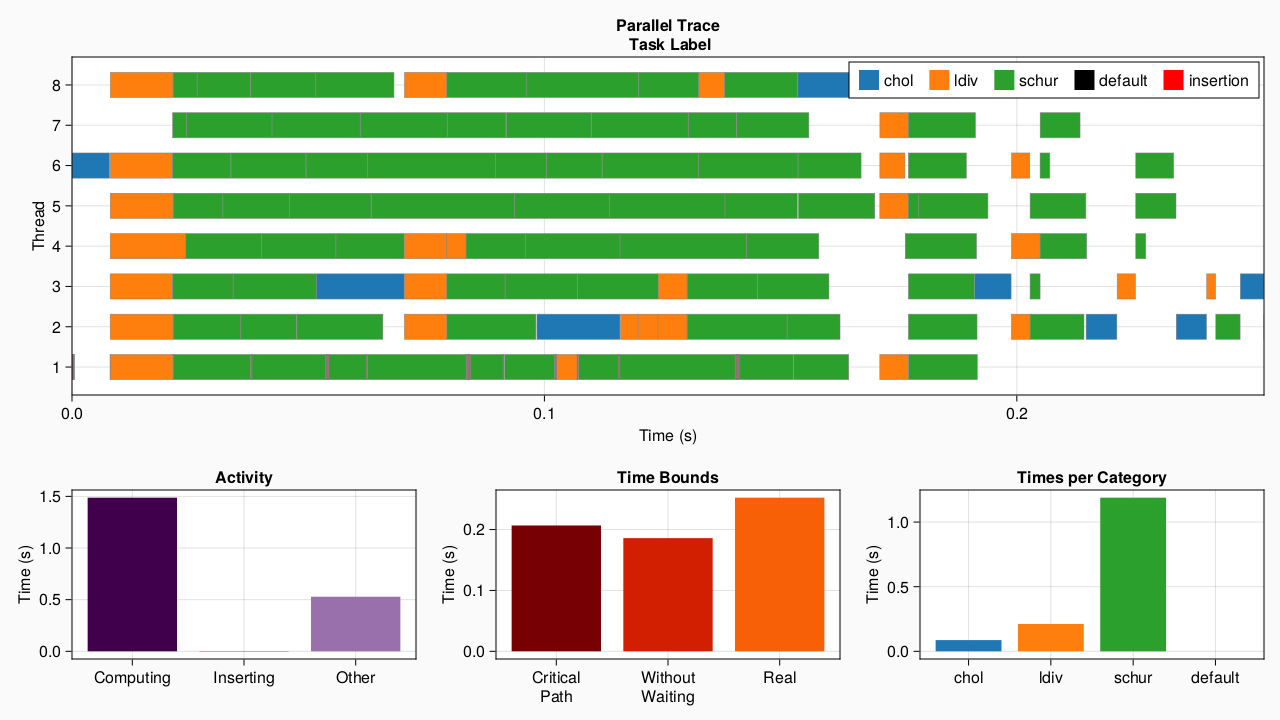 Parallel Trace
Task Label
chol ldiv schur default insertion
Thread
8
7
6
5
4
3
2
1
0.0 0.1 0.2
Time (s)
Activity
Time (s)
1.5
1.0
0.5
0.0
Computing Inserting Other
Time Bounds
Time (s)
0.2
0.1
0.0
Critical Path Without Waiting Real
Times per Category
Time (s)
1.0
0.5
0.0
chol ldiv schur default